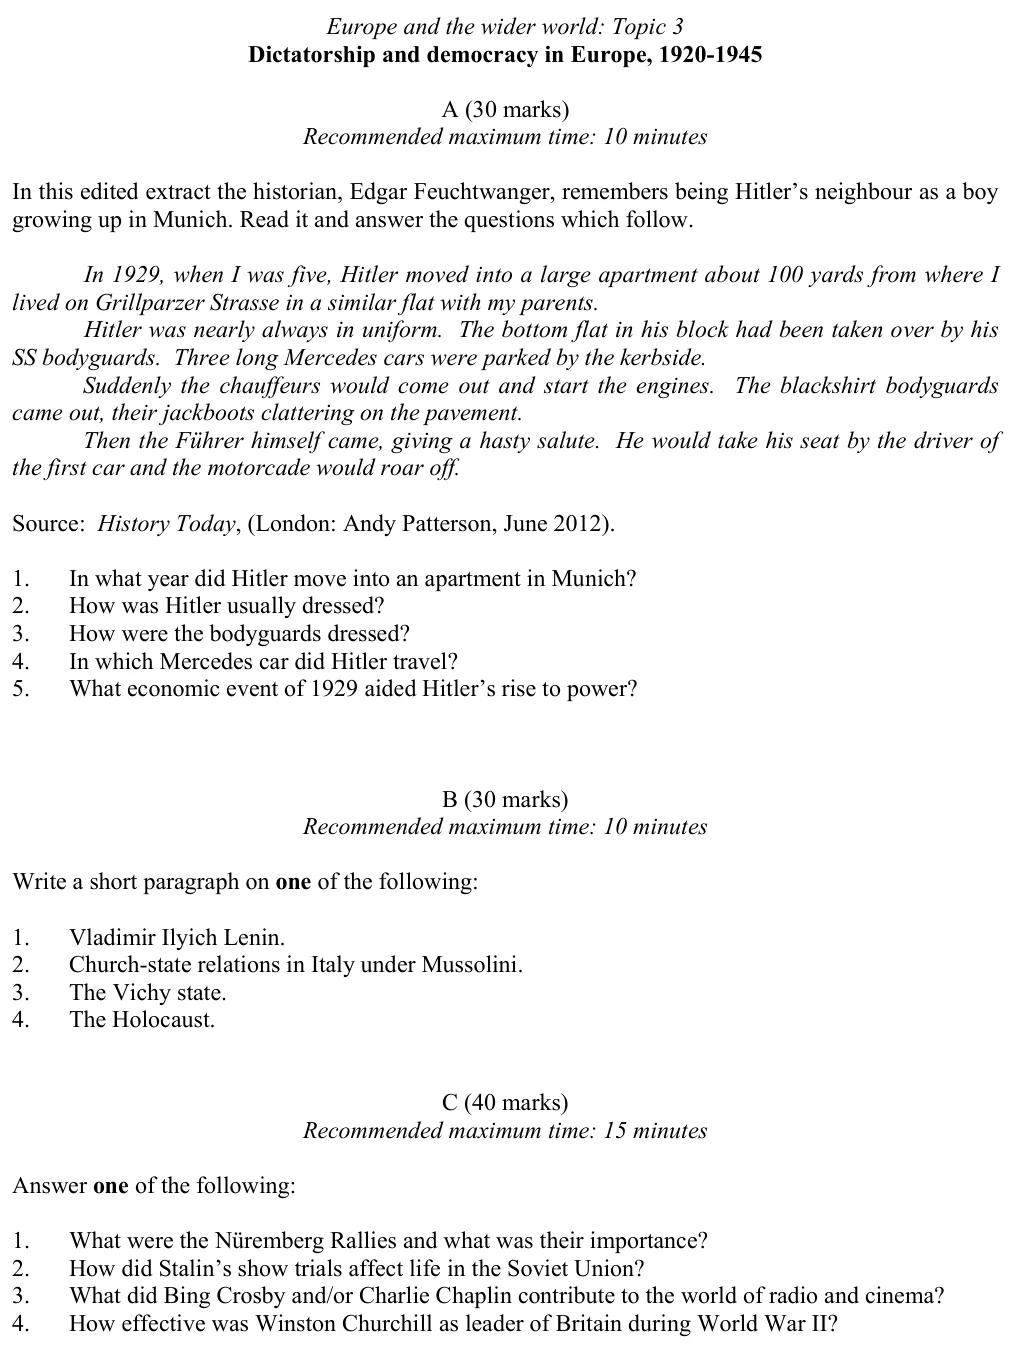 Europe and the wider world: Topic 3
Dictatorship and democracy in Europe, 1920-1945
A (30 marks)
Recommended maximum time: 10 minutes
In this edited extract the historian, Edgar Feuchtwanger, remembers being Hitler’s neighbour as a boy
growing up in Munich. Read it and answer the questions which follow.
In 1929, when I was five, Hitler moved into a large apartment about 100 yards from where I
lived on Grillparzer Strasse in a similar flat with my parents.
Hitler was nearly always in uniform. The bottom flat in his block had been taken over by his
SS bodyguards. Three long Mercedes cars were parked by the kerbside.
Suddenly the chauffeurs would come out and start the engines. The blackshirt bodyguards
came out, their jackboots clattering on the pavement.
Then the Führer himself came, giving a hasty salute. He would take his seat by the driver of
the first car and the motorcade would roar off.
Source: History Today, (London: Andy Patterson, June 2012).
1. In what year did Hitler move into an apartment in Munich?
2. How was Hitler usually dressed?
3. How were the bodyguards dressed?
4. In which Mercedes car did Hitler travel?
5. What economic event of 1929 aided Hitler’s rise to power?
B (30 marks)
Recommended maximum time: 10 minutes
Write a short paragraph on one of the following:
1. Vladimir Ilyich Lenin.
2. Church-state relations in Italy under Mussolini.
3. The Vichy state.
4. The Holocaust.
C (40 marks)
Recommended maximum time: 15 minutes
Answer one of the following:
1. What were the Nüremberg Rallies and what was their importance?
2. How did Stalin’s show trials affect life in the Soviet Union?
3. What did Bing Crosby and/or Charlie Chaplin contribute to the world of radio and cinema?
4. How effective was Winston Churchill as leader of Britain during World War II?